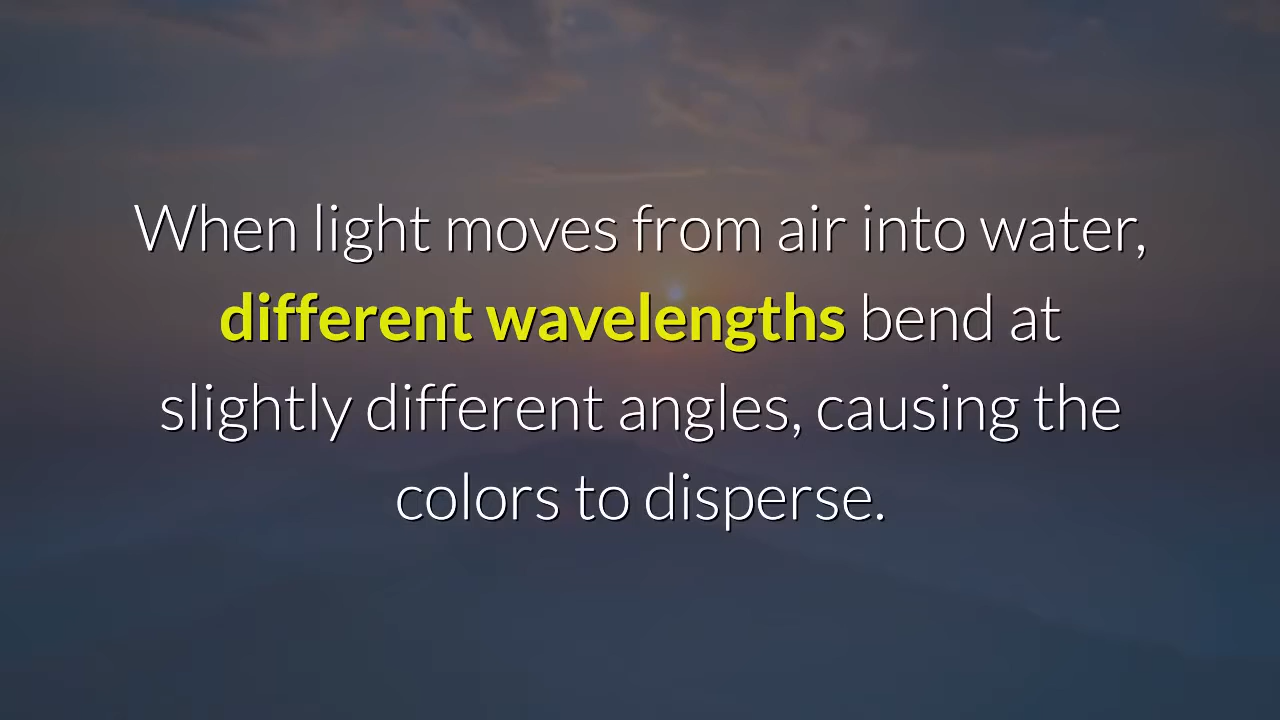 When light moves from air into water,
different wavelengths bend at
slightly different angles, causing the
colors to disperse.